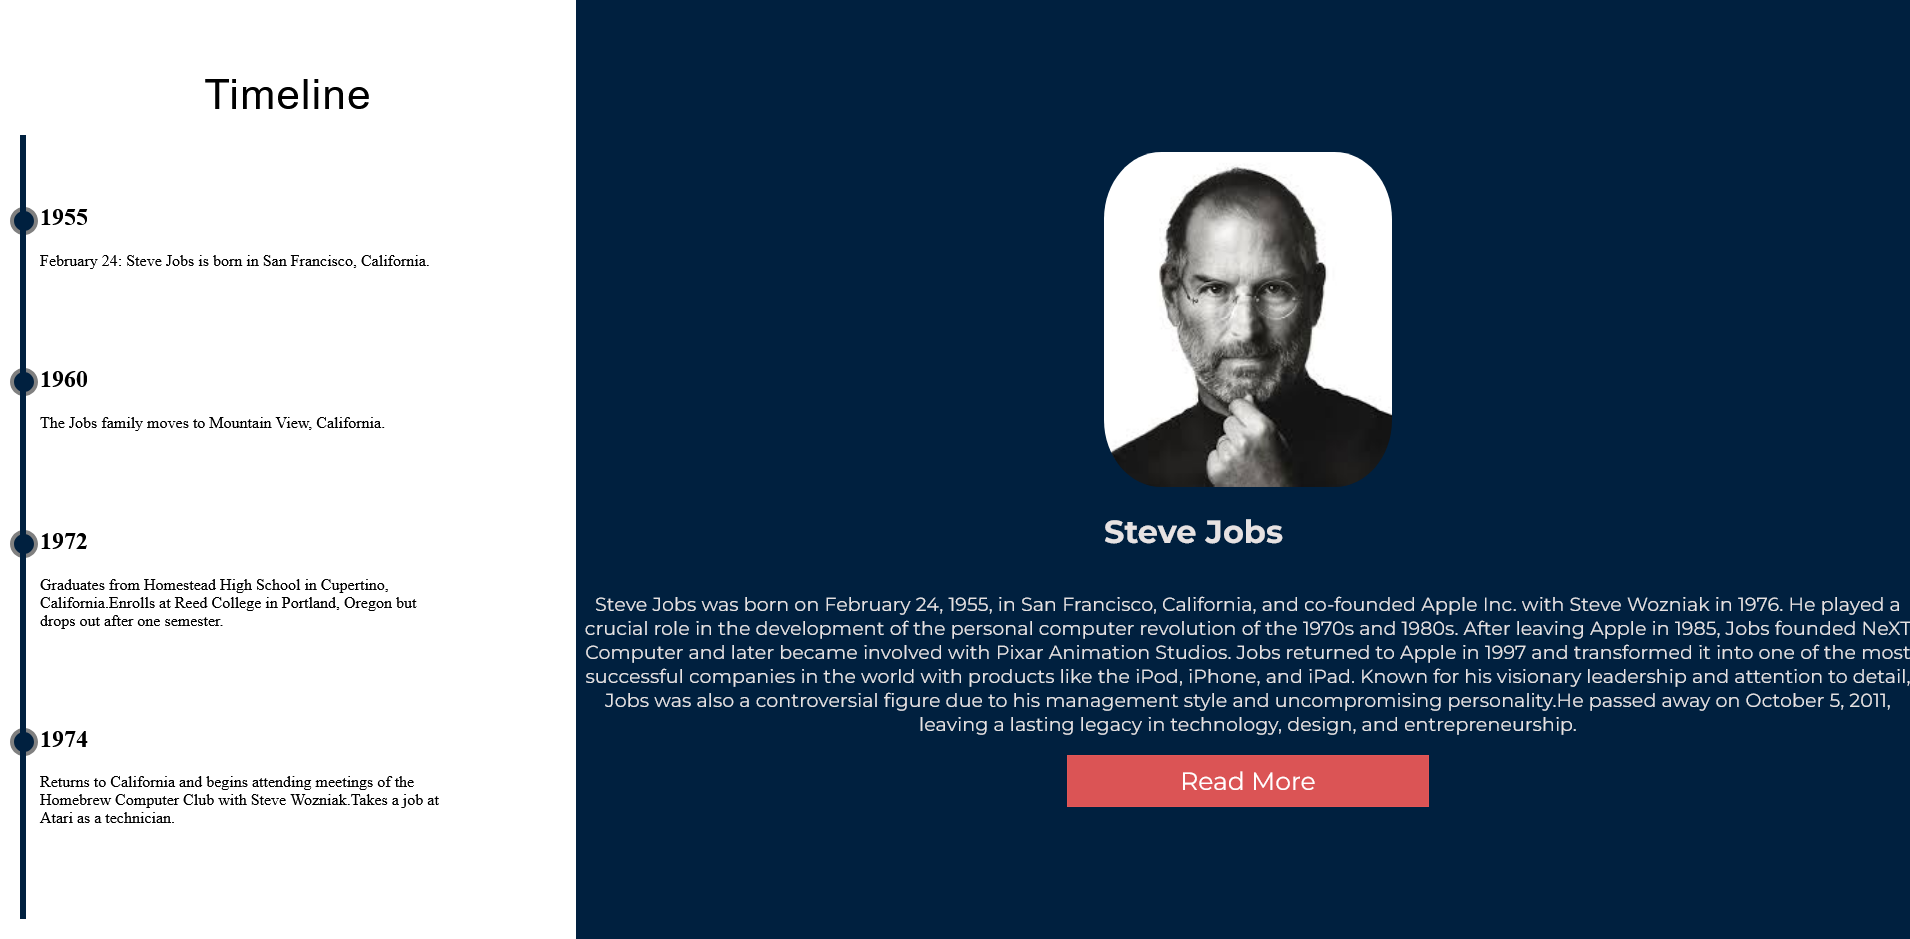 Timeline
1955
February 24: Steve Jobs is born in San Francisco, California.
1960
The Jobs family moves to Mountain View, California.
1972
Graduates from Homestead High School in Cupertino,
California.Enrolls at Reed College in Portland, Oregon but
drops out after one semester.
1974
Returns to California and begins attending meetings of the
Homebrew Computer Club with Steve Wozniak.Takes a job at
Atari as a technician.
Steve Jobs
Steve Jobs was born on February 24, 1955, in San Francisco, California, and co-founded Apple Inc. with Steve Wozniak in 1976. He played a
crucial role in the development of the personal computer revolution of the 1970s and 1980s. After leaving Apple in 1985, Jobs founded NeXT
Computer and later became involved with Pixar Animation Studios. Jobs returned to Apple in 1997 and transformed it into one of the most
successful companies in the world with products like the iPod, iPhone, and iPad. Known for his visionary leadership and attention to detail,
Jobs was also a controversial figure due to his management style and uncompromising personality.He passed away on October 5, 2011,
leaving a lasting legacy in technology, design, and entrepreneurship.
Read More